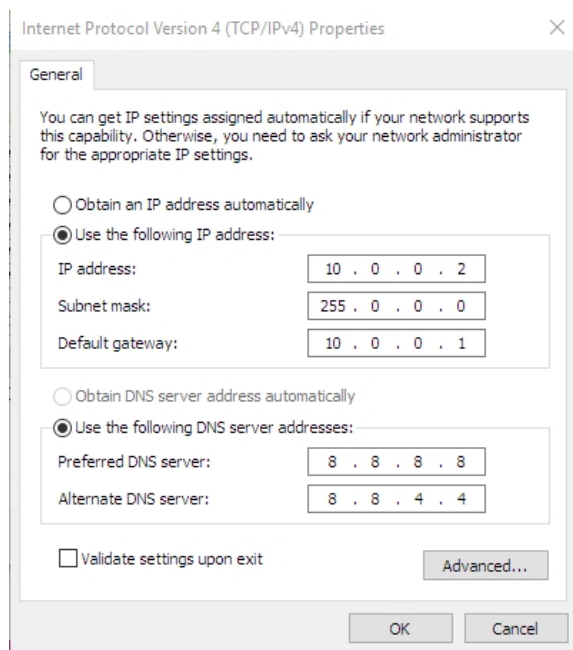 Internet Protocol Version 4 (TCP/IPv4) Properties
General
You can get IP settings assigned automatically if your network supports
this capability. Otherwise, you need to ask your network administrator
for the appropriate IP settings.
Obtain an IP address automatically
Use the following IP address:
IP address: 10 . 0 . 0 . 2
Subnet mask: 255 . 0 . 0 . 0
Default gateway: 10 . 0 . 0 . 1
Obtain DNS server address automatically
Use the following DNS server addresses:
Preferred DNS server: 8 . 8 . 8 . 8
Alternate DNS server: 8 . 8 . 4 . 4
Validate settings upon exit
Advanced...
OK Cancel